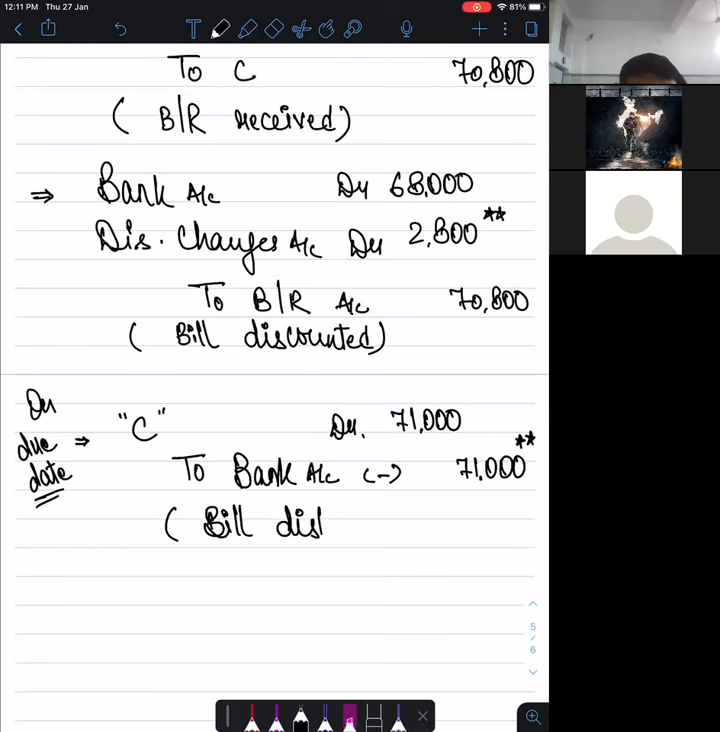 12:11 PM Thu 27 Jan
81%
T
To C 70,800
( B/R received)
⇒ Bank A/c Dr 68,000
Dis. Charges A/c Dr 2,800**
To B/R A/c 70,800
( Bill discounted)
On due date ⇒ "C" Dr. 71,000
To Bank A/c (-) 71,000**
( Bill dis
5
/
6